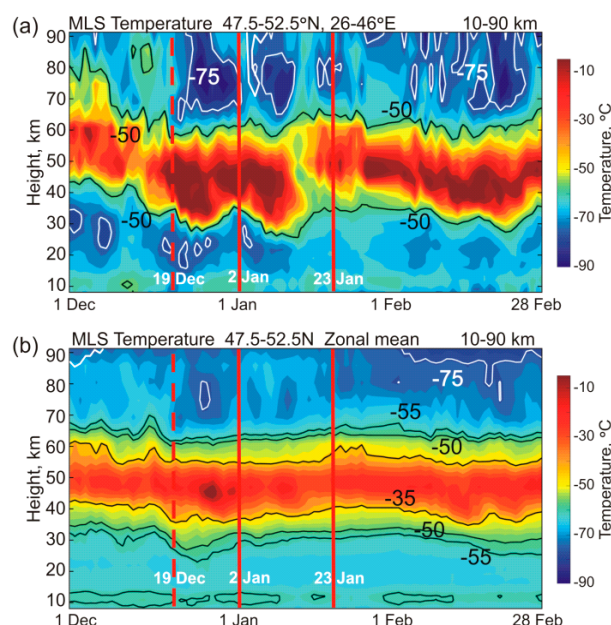 (a) MLS Temperature 47.5-52.5ºN, 26-46ºE 10-90 km
90
80
70
60
50
40
30
20
10
Height, km
-75
-75
-50
-50
-50
-50
19 Dec
2 Jan
23 Jan
1 Dec
1 Jan
1 Feb
28 Feb
-10
-30
-50
-70
-90
Temperature, °C
(b) MLS Temperature 47.5-52.5N Zonal mean 10-90 km
90
80
70
60
50
40
30
20
10
Height, km
-75
-55
-50
-35
-50
-55
19 Dec
2 Jan
23 Jan
1 Dec
1 Jan
1 Feb
28 Feb
-10
-30
-50
-70
-90
Temperature, °C